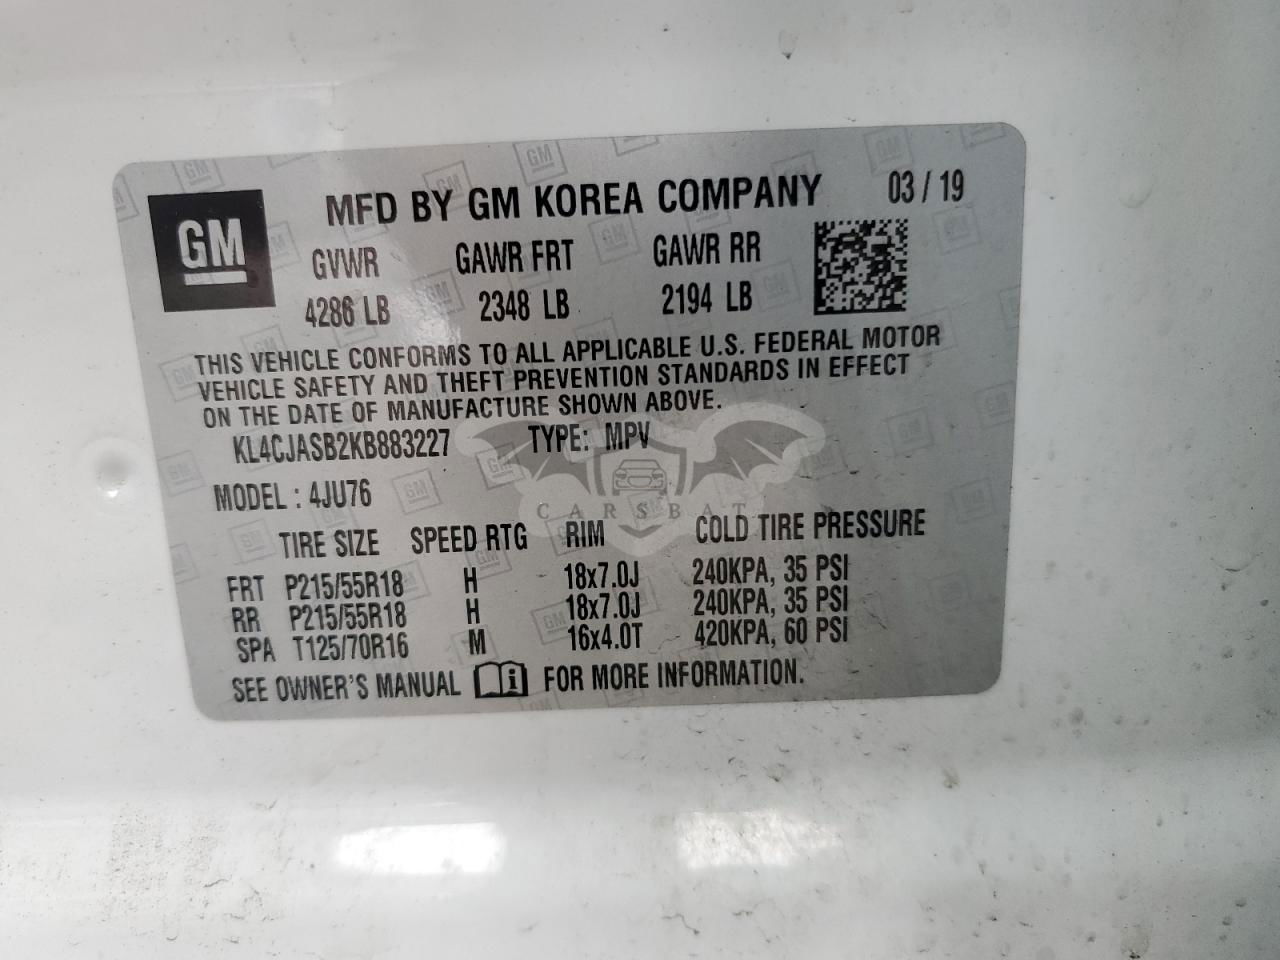 GM
MFD BY GM KOREA COMPANY 03 / 19
GVWR GAWR FRT GAWR RR
4286 LB 2348 LB 2194 LB
THIS VEHICLE CONFORMS TO ALL APPLICABLE U.S. FEDERAL MOTOR
VEHICLE SAFETY AND THEFT PREVENTION STANDARDS IN EFFECT
ON THE DATE OF MANUFACTURE SHOWN ABOVE.
KL4CJASB2KB883227 TYPE: MPV
MODEL : 4JU76
CARSBAT
TIRE SIZE SPEED RTG RIM COLD TIRE PRESSURE
FRT P215/55R18 H 18x7.0J 240KPA, 35 PSI
RR P215/55R18 H 18x7.0J 240KPA, 35 PSI
SPA T125/70R16 M 16x4.0T 420KPA, 60 PSI
SEE OWNER'S MANUAL i FOR MORE INFORMATION.